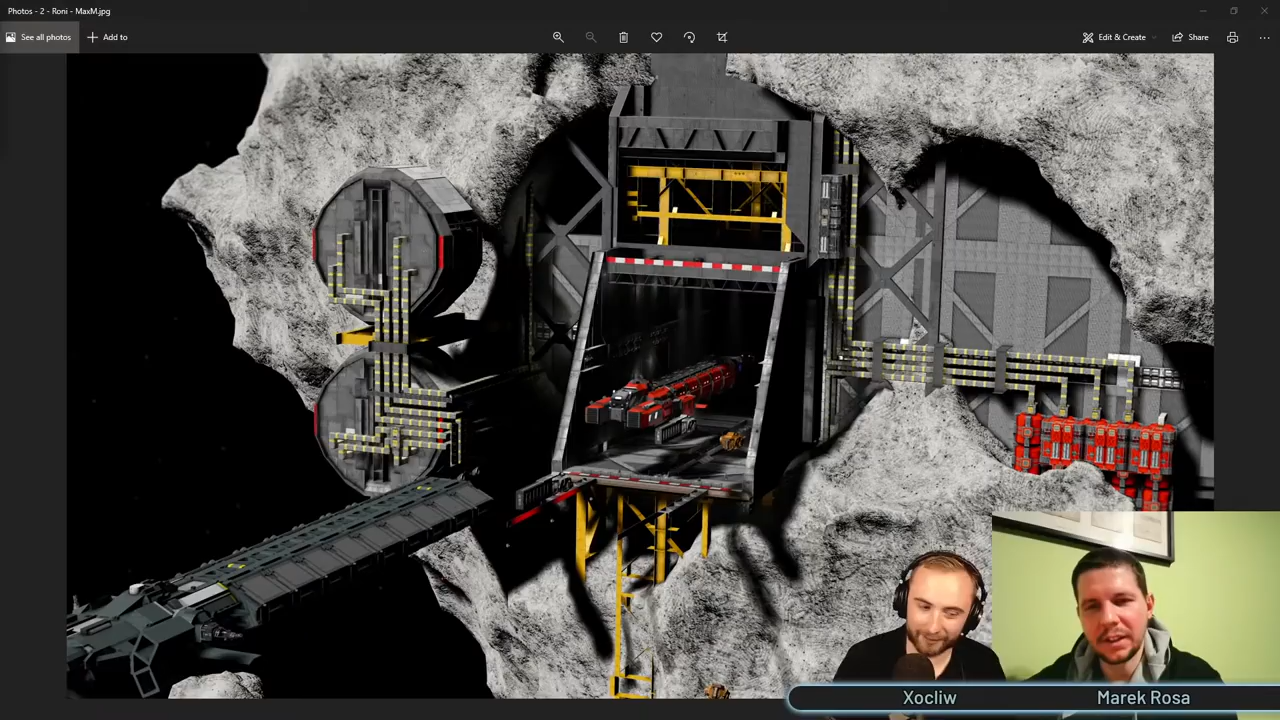 Photos - 2 - Roni - MaxM.jpg
See all photos
Add to
Edit & Create
Share
Xocliw
Marek Rosa